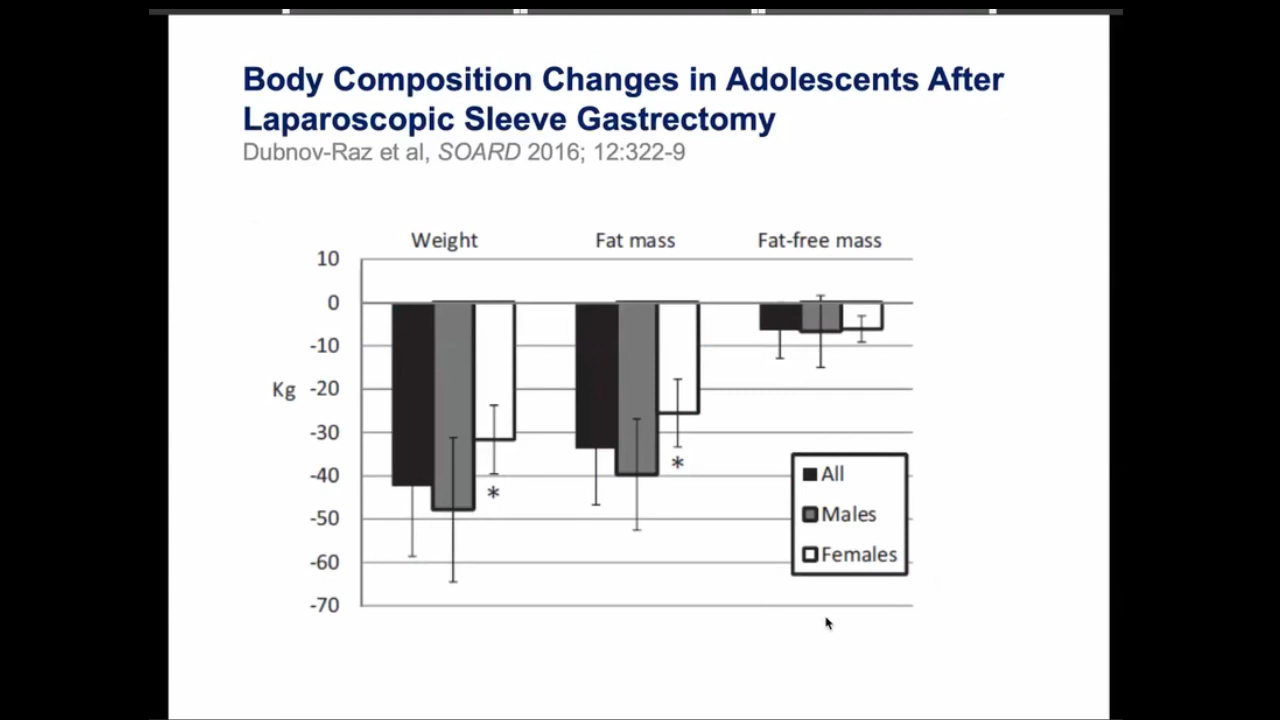 Body Composition Changes in Adolescents After
Laparoscopic Sleeve Gastrectomy
Dubnov-Raz et al, SOARD 2016; 12:322-9
Weight Fat mass Fat-free mass
10
0
-10
Kg -20
-30
-40
-50
-60
-70
*
*
All
Males
Females